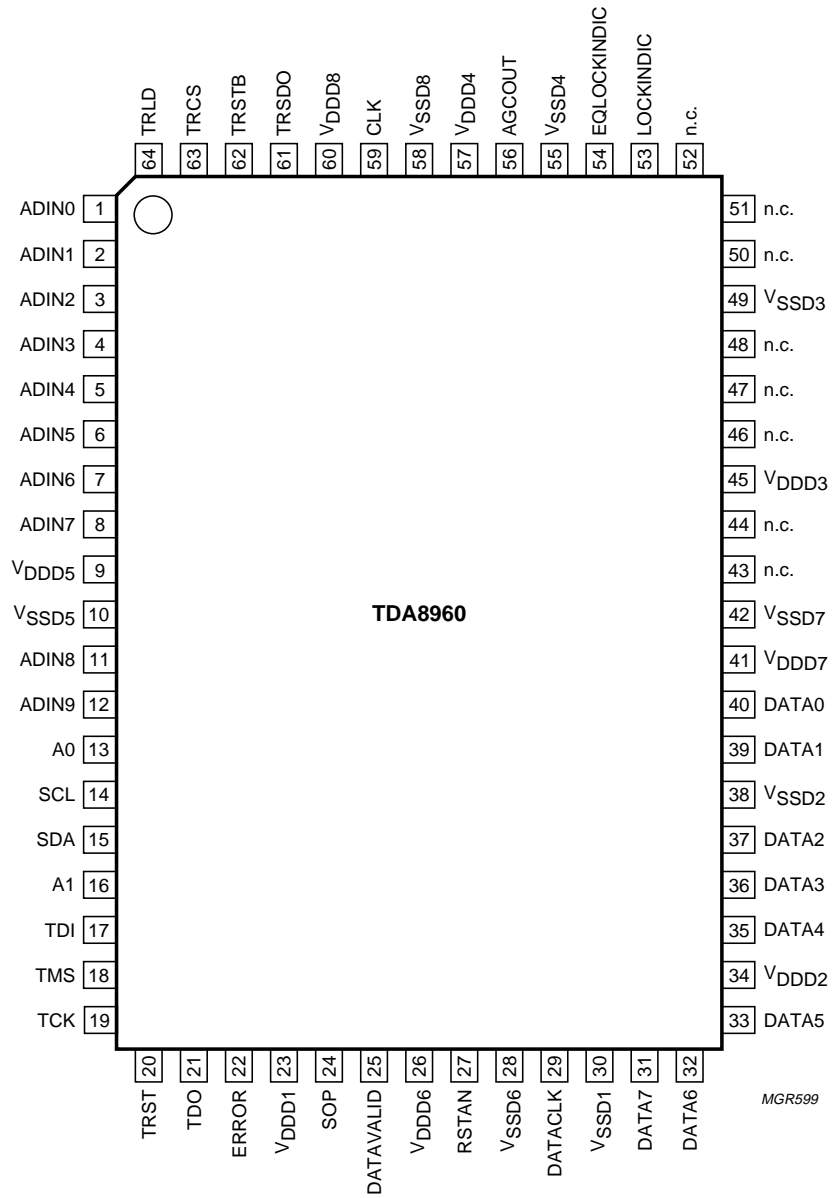 64 TRLD
63 TRCS
62 TRSTB
61 TRSDO
60 VDDD8
59 CLK
58 VSSD8
57 VDDD4
56 AGCOUT
55 VSSD4
54 EQLOCKINDIC
53 LOCKINDIC
52 n.c.
ADIN0 1
ADIN1 2
ADIN2 3
ADIN3 4
ADIN4 5
ADIN5 6
ADIN6 7
ADIN7 8
VDDD5 9
VSSD5 10
ADIN8 11
ADIN9 12
A0 13
SCL 14
SDA 15
A1 16
TDI 17
TMS 18
TCK 19
TDA8960
51 n.c.
50 n.c.
49 VSSD3
48 n.c.
47 n.c.
46 n.c.
45 VDDD3
44 n.c.
43 n.c.
42 VSSD7
41 VDDD7
40 DATA0
39 DATA1
38 VSSD2
37 DATA2
36 DATA3
35 DATA4
34 VDDD2
33 DATA5
TRST 20
TDO 21
ERROR 22
VDDD1 23
SOP 24
DATAVALID 25
VDDD6 26
RSTAN 27
VSSD6 28
DATACLK 29
VSSD1 30
DATA7 31
DATA6 32
MGR599